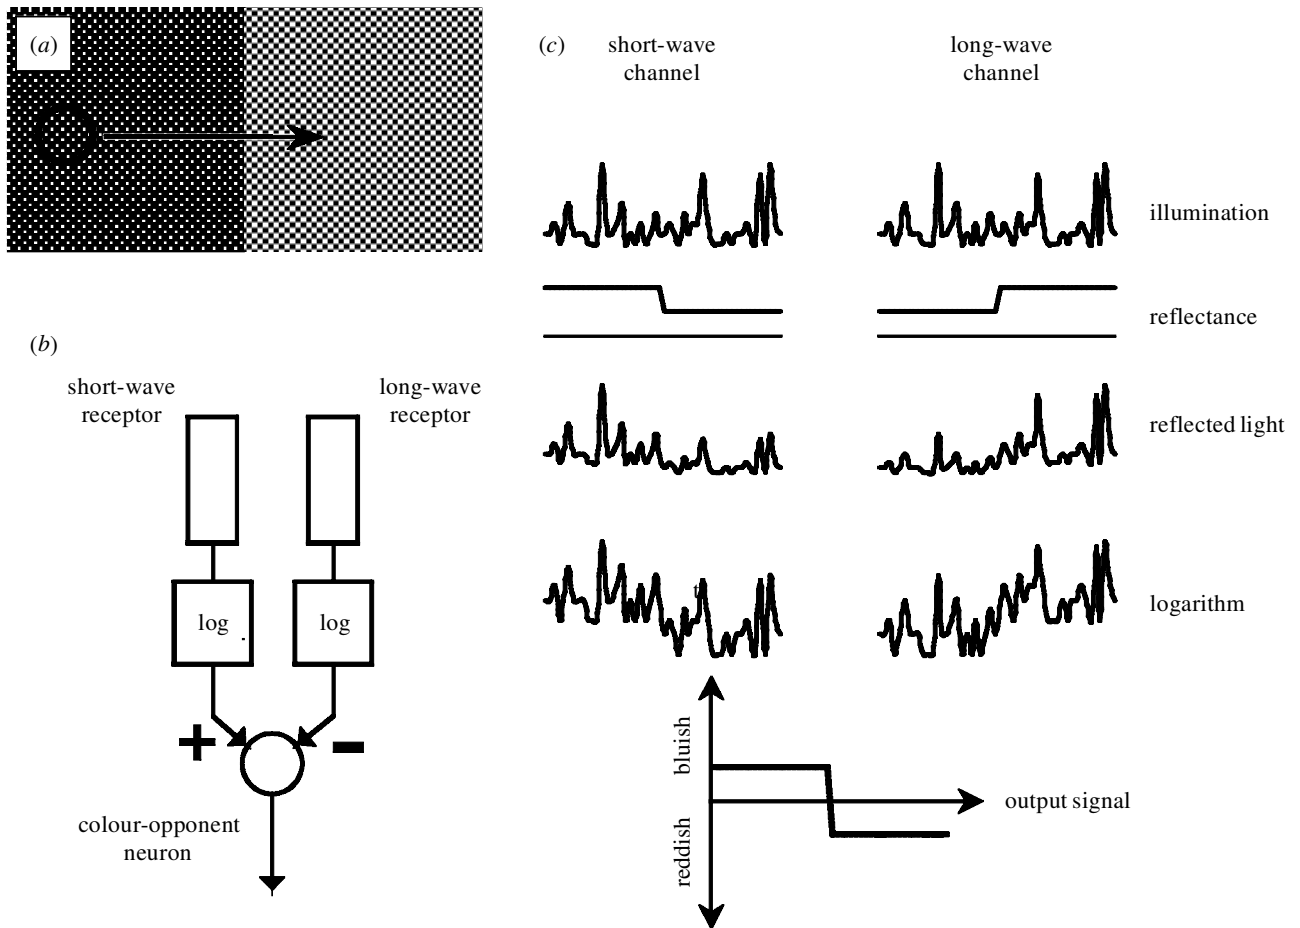 (a)
(b)
short-wave
receptor
long-wave
receptor
log
log
+
−
colour-opponent
neuron
(c)
short-wave
channel
long-wave
channel
illumination
reflectance
reflected light
t
logarithm
bluish
reddish
output signal